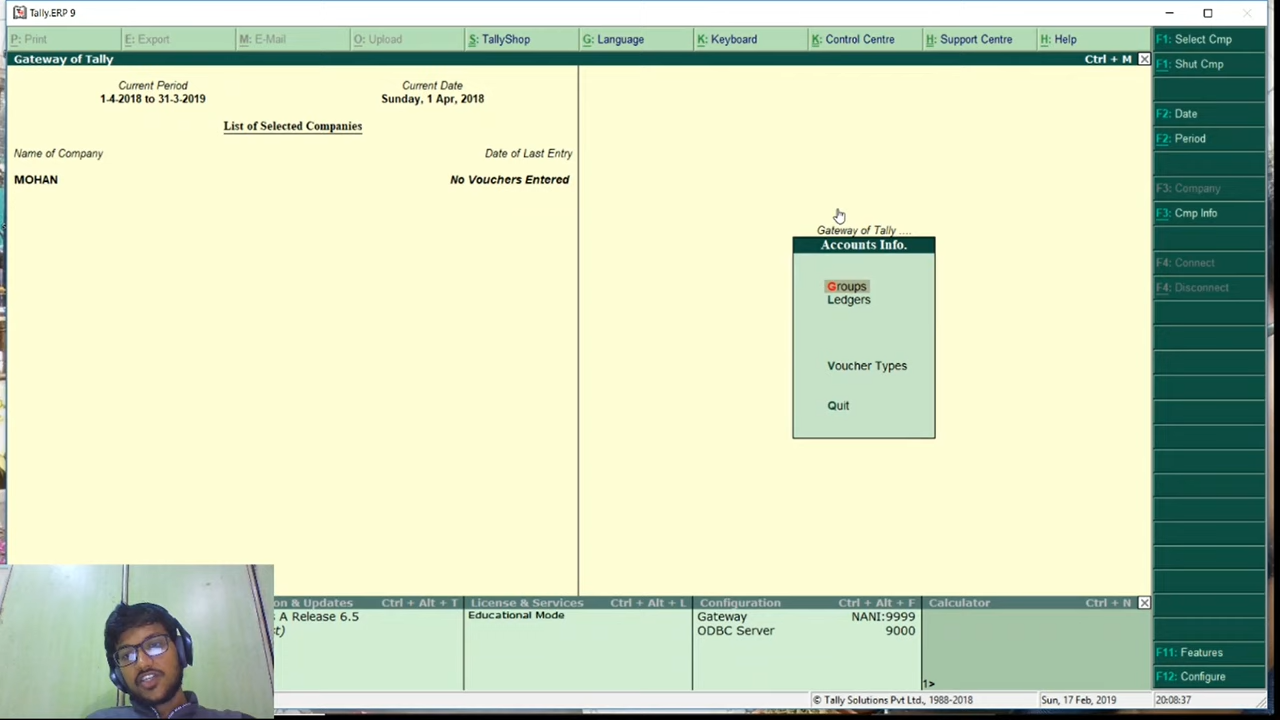 Tally.ERP 9
P: Print E: Export M: E-Mail O: Upload S: TallyShop G: Language K: Keyboard K: Control Centre H: Support Centre H: Help
Gateway of Tally Ctrl + M
Current Period Current Date
1-4-2018 to 31-3-2019 Sunday, 1 Apr, 2018
List of Selected Companies
Name of Company Date of Last Entry
MOHAN No Vouchers Entered
Gateway of Tally ....
Accounts Info.
Groups
Ledgers
Voucher Types
Quit
F1: Select Cmp
F1: Shut Cmp
F2: Date
F2: Period
F3: Company
F3: Cmp Info
F4: Connect
F4: Disconnect
F11: Features
F12: Configure
on & Updates Ctrl + Alt + T License & Services Ctrl + Alt + L Configuration Ctrl + Alt + F Calculator Ctrl + N
A Release 6.5 Educational Mode Gateway NANI:9999
ODBC Server 9000
1>
© Tally Solutions Pvt Ltd., 1988-2018 Sun, 17 Feb, 2019 20:08:37